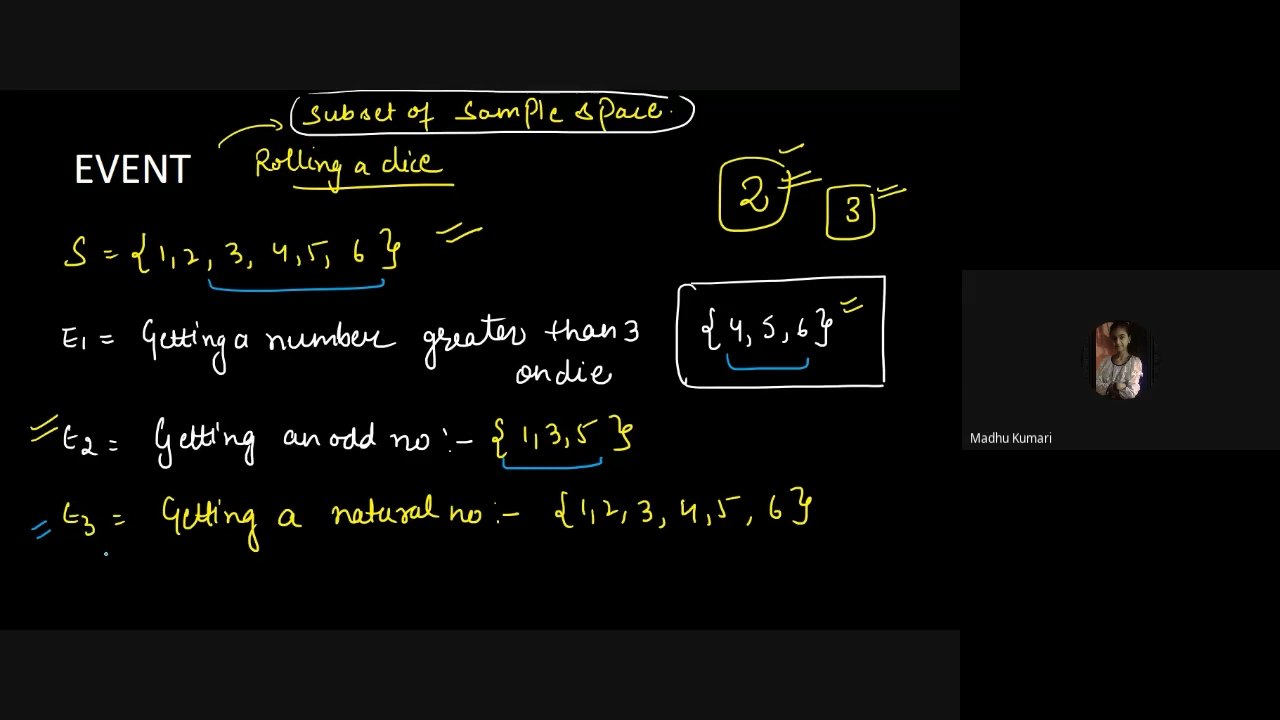 subset of sample space.
EVENT Rolling a dice
2 3
S = { 1, 2, 3, 4, 5, 6 }
E1 = Getting a number greater than 3
on die
{ 4, 5, 6 }
E2 = Getting an odd no :- { 1, 3, 5 }
E3 = Getting a natural no :- { 1, 2, 3, 4, 5, 6 }
Madhu Kumari